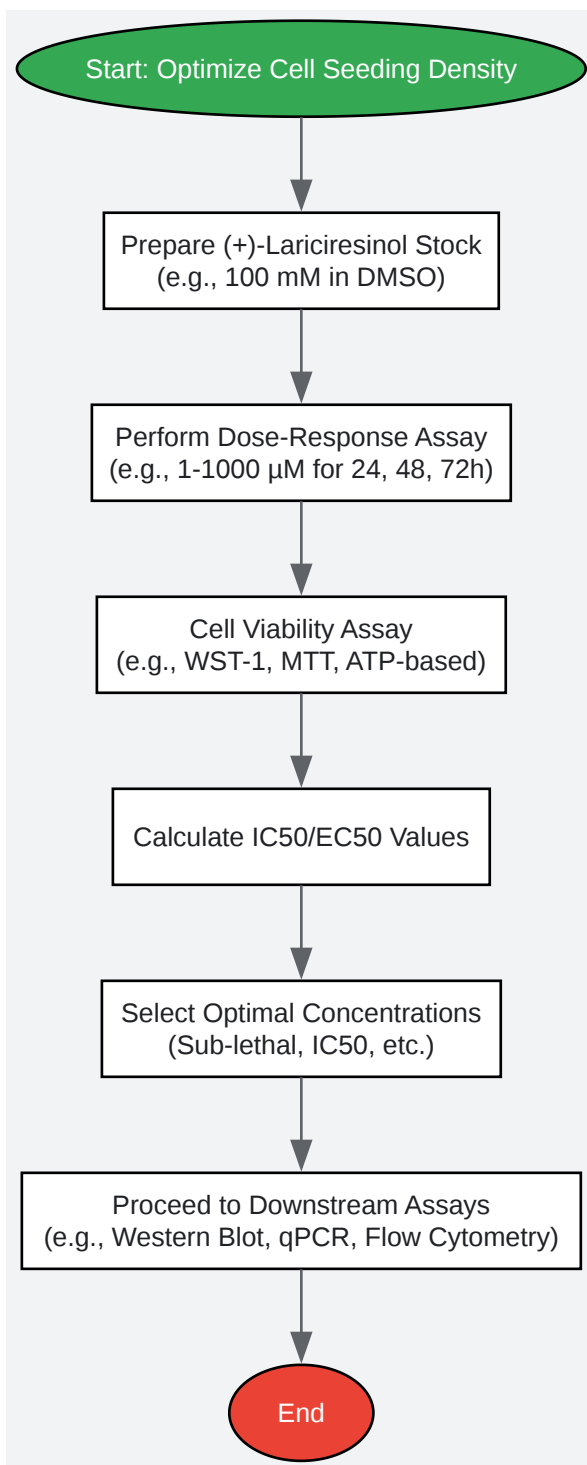 Start: Optimize Cell Seeding Density
Prepare (+)-Lariciresinol Stock
(e.g., 100 mM in DMSO)
Perform Dose-Response Assay
(e.g., 1-1000 µM for 24, 48, 72h)
Cell Viability Assay
(e.g., WST-1, MTT, ATP-based)
Calculate IC50/EC50 Values
Select Optimal Concentrations
(Sub-lethal, IC50, etc.)
Proceed to Downstream Assays
(e.g., Western Blot, qPCR, Flow Cytometry)
End